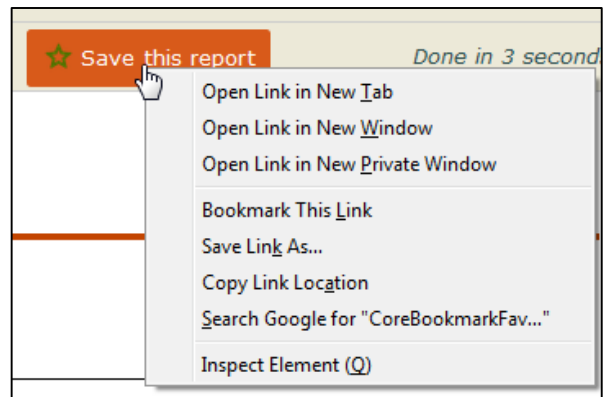 Save this report
Done in 3 second
Open Link in New Tab
Open Link in New Window
Open Link in New Private Window
Bookmark This Link
Save Link As...
Copy Link Location
Search Google for "CoreBookmarkFav..."
Inspect Element (Q)